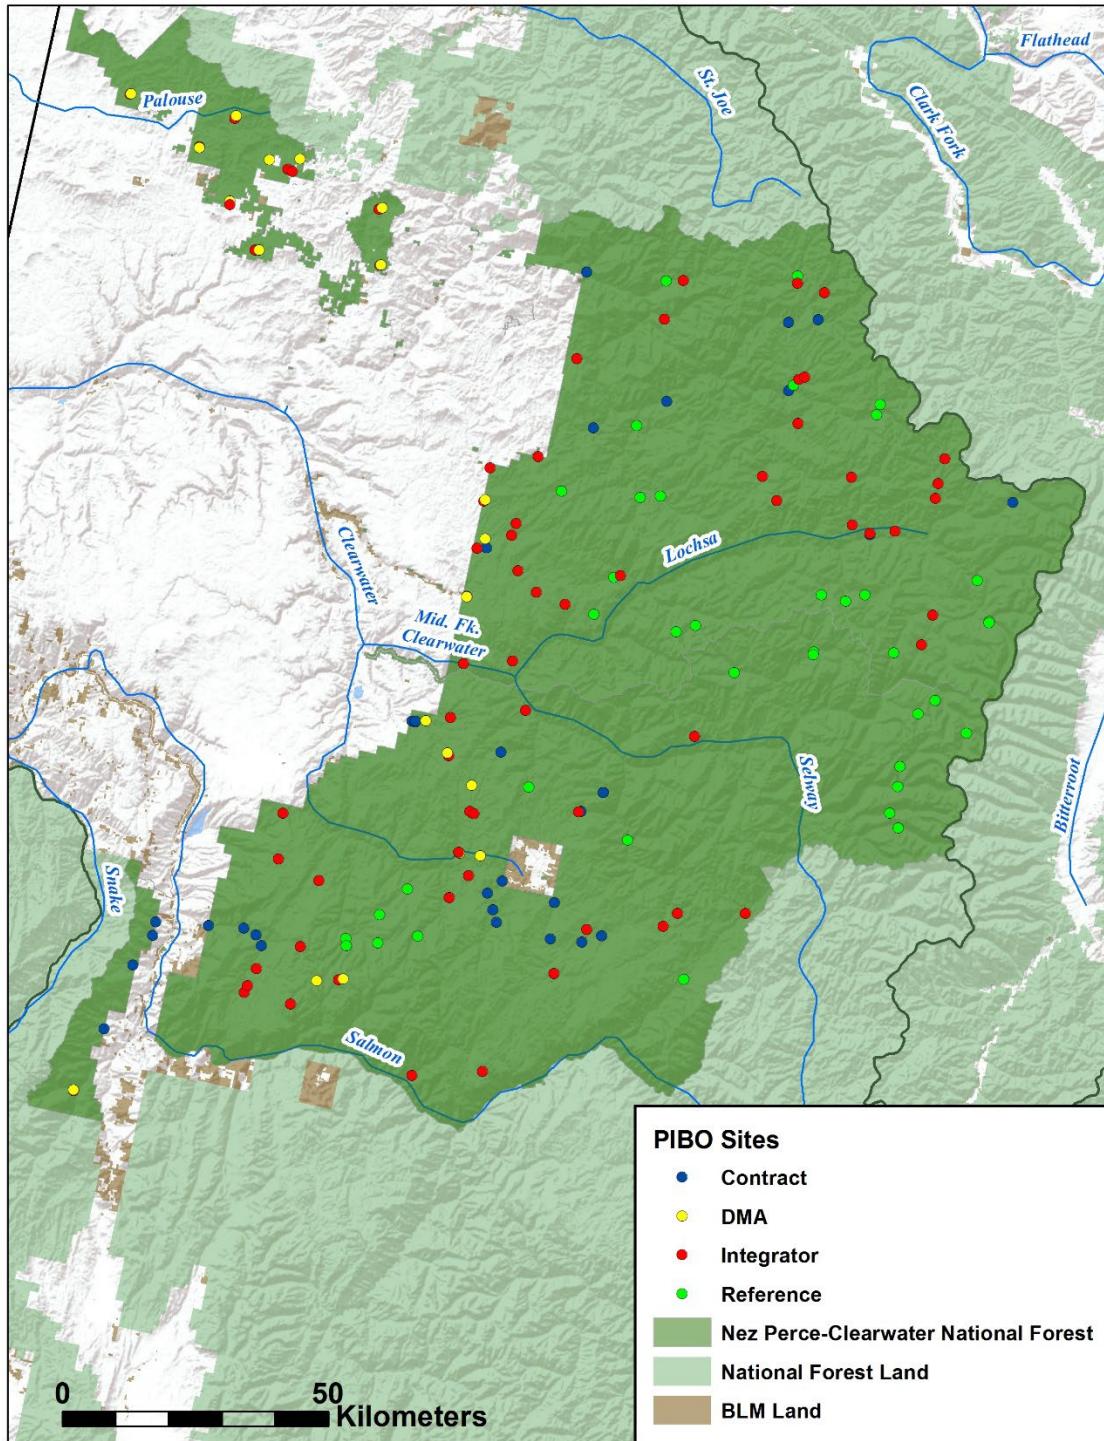 Flathead
St. Joe
Clark Fork
Palouse
Clearwater
Lochsa
Mid. Fk.
Clearwater
Selway
Bitterroot
Snake
Salmon
PIBO Sites
Contract
DMA
Integrator
Reference
Nez Perce-Clearwater National Forest
National Forest Land
BLM Land
0 50
Kilometers